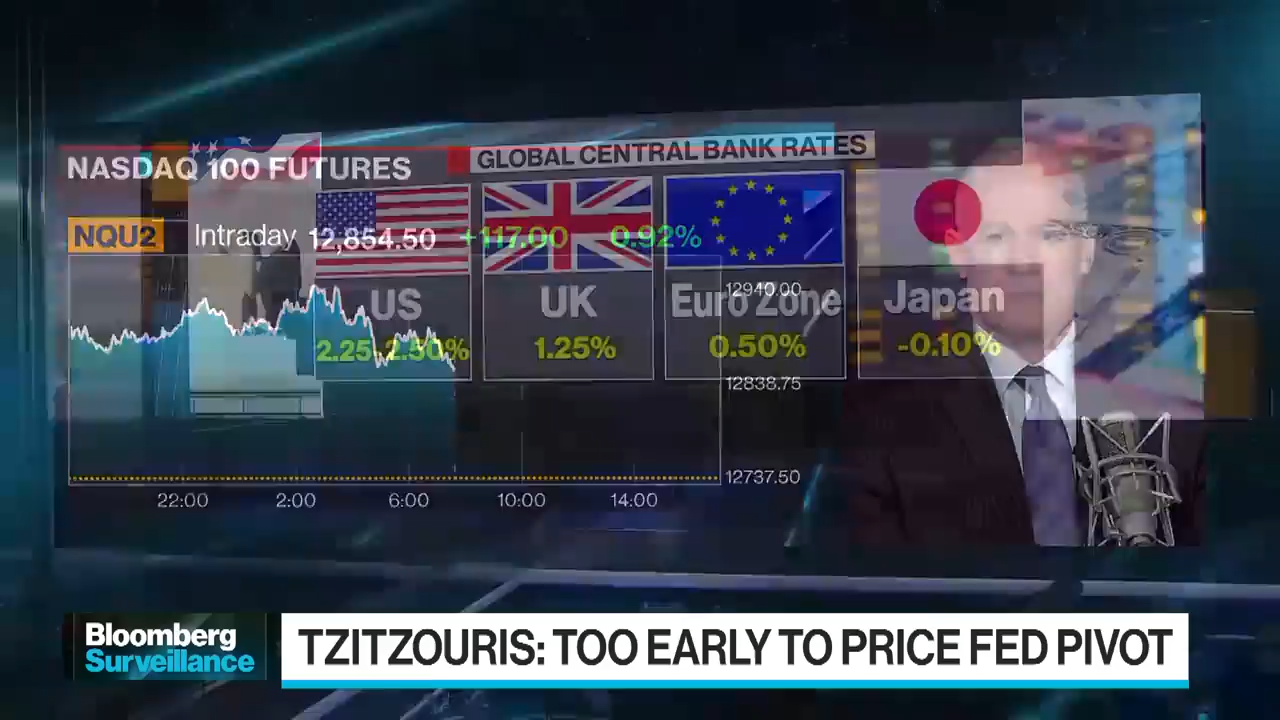 NASDAQ 100 FUTURES
GLOBAL CENTRAL BANK RATES
NQU2 Intraday 12,854.50 +117.00 0.92%
US UK Euro Zone Japan
2.25-2.50% 1.25% 0.50% -0.10%
12940.00
12838.75
12737.50
22:00 2:00 6:00 10:00 14:00
Bloomberg
Surveillance
TZITZOURIS: TOO EARLY TO PRICE FED PIVOT